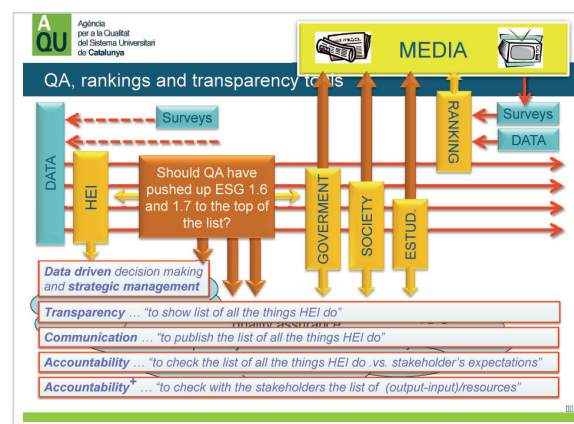 AQU
Agència
per a la Qualitat
del Sistema Universitari
de Catalunya
MEDIA
QA, rankings and transparency tools
Surveys
DATA
HEI
Should QA have
pushed up ESG 1.6
and 1.7 to the top of
the list?
GOVERMENT
SOCIETY
ESTUD.
RANKING
Surveys
DATA
Data driven decision making
and strategic management
Transparency … “to show list of all the things HEI do”
quality assurance
Communication … “to publish the list of all the things HEI do”
Accountability … “to check the list of all the things HEI do .vs. stakeholder’s expectations”
Accountability+ … “to check with the stakeholders the list of (output-input)/resources”